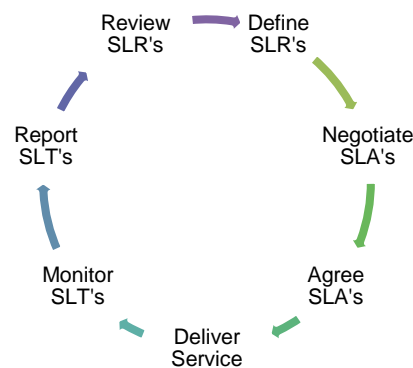 Review
SLR's
Define
SLR's
Negotiate
SLA's
Agree
SLA's
Deliver
Service
Monitor
SLT's
Report
SLT's